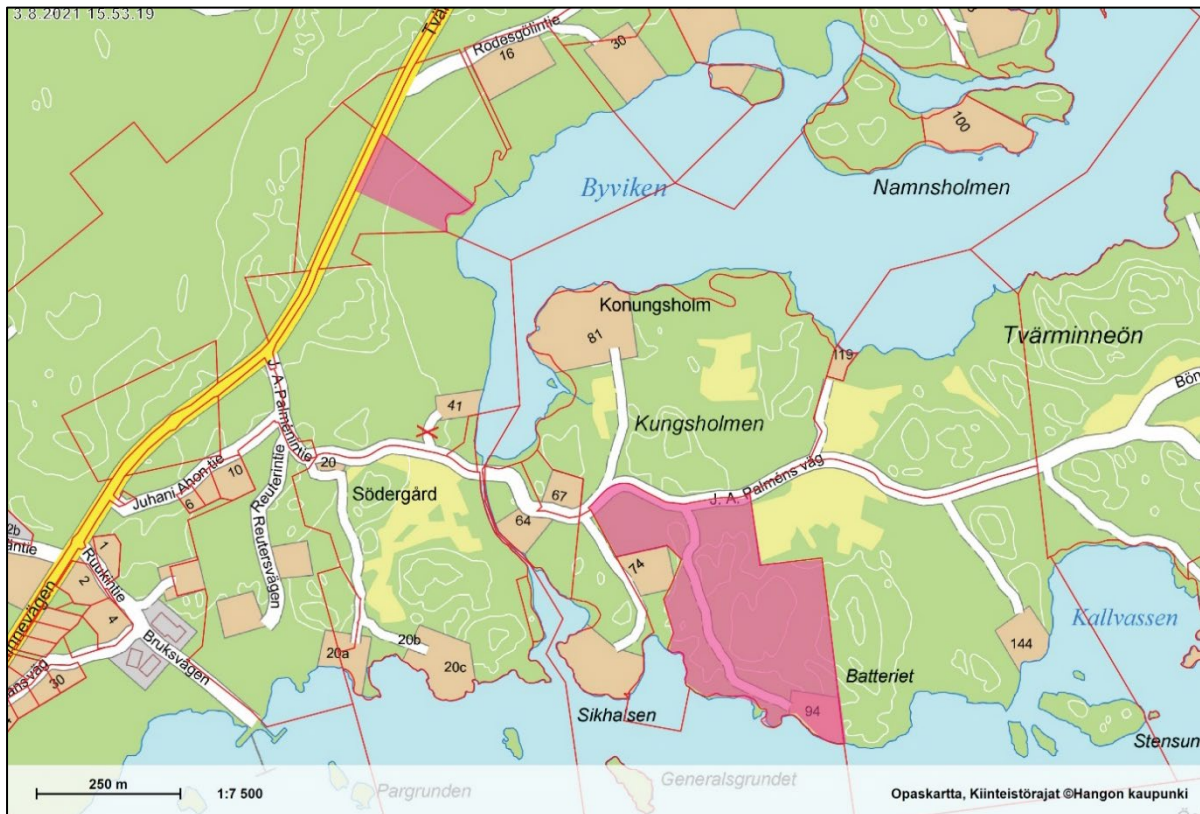 3.8.2021 15.53.19
Rödesgölintie
16
30
100
Byviken
Namnsholmen
Konungsholm
81
Tvärminneön
119
J. A. Palménintie
41
Kungsholmen
J. A. Palméns väg
Juhani Ahon tie
10
6
Reuterintie
Reutersvägen
20
Södergård
67
64
74
2b
1
2
4
Ruukintie
Bruksvägen
30
20a
20b
20c
Sikhalsen
94
Batteriet
144
Kallvassen
Pargrunden
Generalsgrundet
250 m
1:7 500
Opaskartta, Kiinteistörajat ©Hangon kaupunki